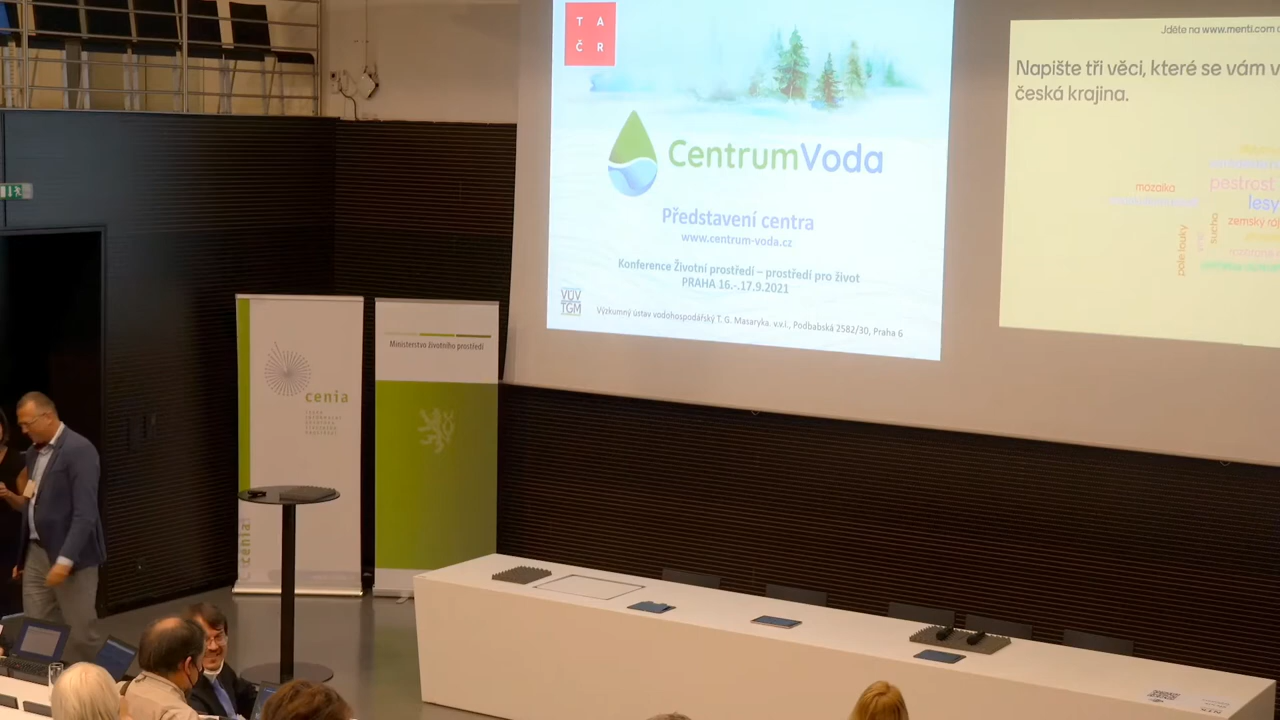 T A
Č R
CentrumVoda
Představení centra
www.centrum-voda.cz
Konference Životní prostředí – prostředí pro život
PRAHA 16.-.17.9.2021
VÚV
TGM
Výzkumný ústav vodohospodářský T. G. Masaryka. v.v.i., Podbabská 2582/30, Praha 6
Jděte na www.menti.com
Napište tři věci, které se vám v
česká krajina.
mozaika
pestrost
lesy
zemský ráj
sucho
pole louky
cenia
Ministerstvo životního prostředí
cenia